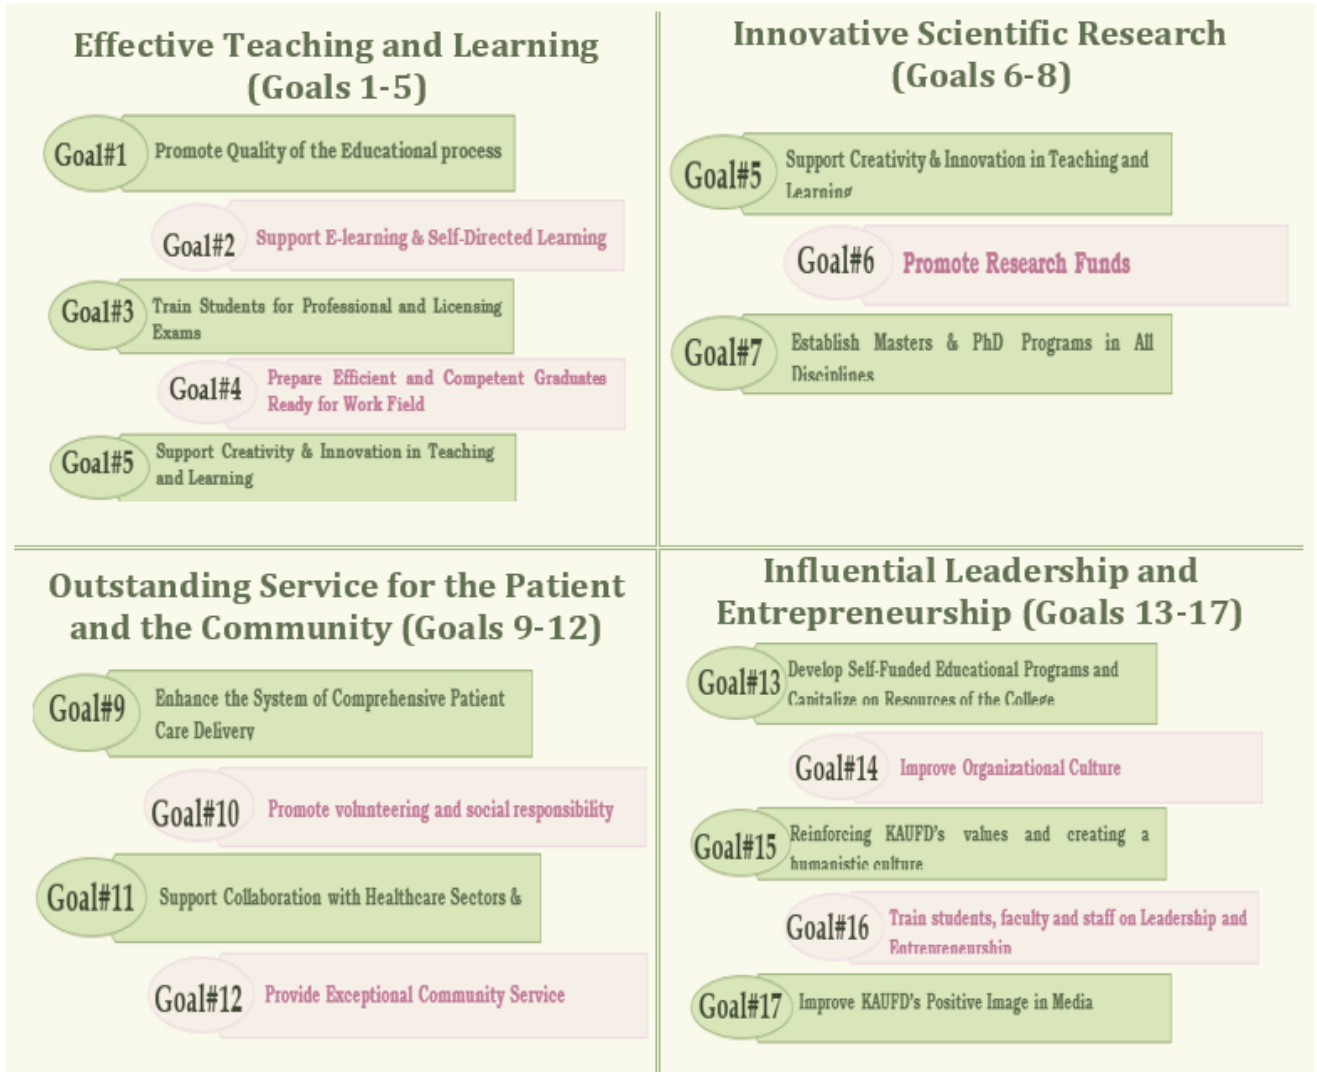 Effective Teaching and Learning
(Goals 1-5)
Goal#1
Promote Quality of the Educational process
Goal#2
Support E-learning & Self-Directed Learning
Goal#3
Train Students for Professional and Licensing
Exams
Goal#4
Prepare Efficient and Competent Graduates
Ready for Work Field
Goal#5
Support Creativity & Innovation in Teaching
and Learning
Innovative Scientific Research
(Goals 6-8)
Goal#5
Support Creativity & Innovation in Teaching and
Learning
Goal#6
Promote Research Funds
Goal#7
Establish Masters & PhD Programs in All
Disciplines
Outstanding Service for the Patient
and the Community (Goals 9-12)
Goal#9
Enhance the System of Comprehensive Patient
Care Delivery
Goal#10
Promote volunteering and social responsibility
Goal#11
Support Collaboration with Healthcare Sectors &
Goal#12
Provide Exceptional Community Service
Influential Leadership and
Entrepreneurship (Goals 13-17)
Goal#13
Develop Self-Funded Educational Programs and
Capitalize on Resources of the College
Goal#14
Improve Organizational Culture
Goal#15
Reinforcing KAUFD's values and creating a
humanistic culture
Goal#16
Train students, faculty and staff on Leadership and
Entrepreneurship
Goal#17
Improve KAUFD's Positive Image in Media